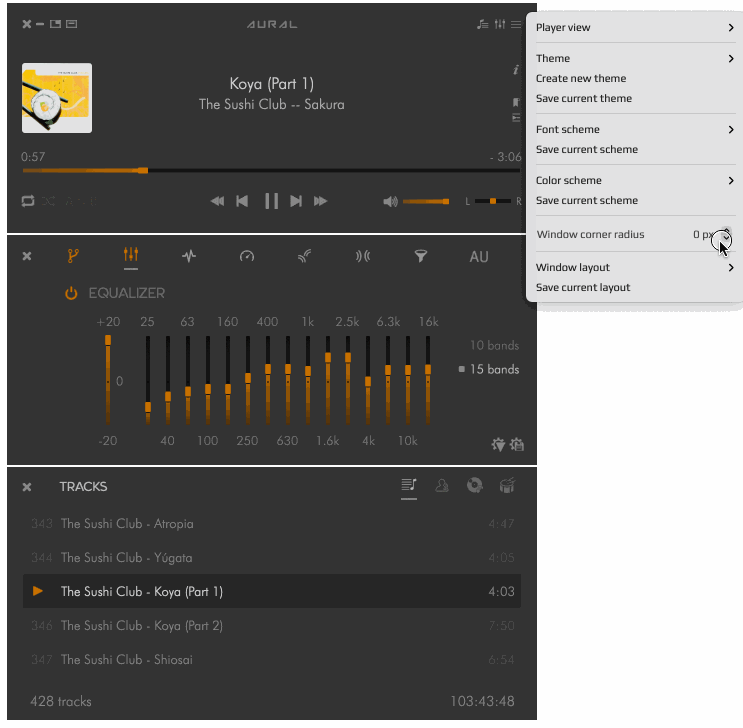 AURAL
i
Koya (Part 1)
The Sushi Club -- Sakura
0:57
- 3:06
L
R
Player view
Theme
Create new theme
Save current theme
Font scheme
Save current scheme
Color scheme
Save current scheme
Window corner radius 0 px
Window layout
Save current layout
AU
EQUALIZER
+20 25 63 160 400 1k 2.5k 6.3k 16k
10 bands
15 bands
0
-20 40 100 250 630 1.6k 4k 10k
TRACKS
343 The Sushi Club - Atropia 4:47
344 The Sushi Club - Yúgata 4:05
The Sushi Club - Koya (Part 1) 4:03
346 The Sushi Club - Koya (Part 2) 7:50
347 The Sushi Club - Shiosai 6:54
428 tracks 103:43:48